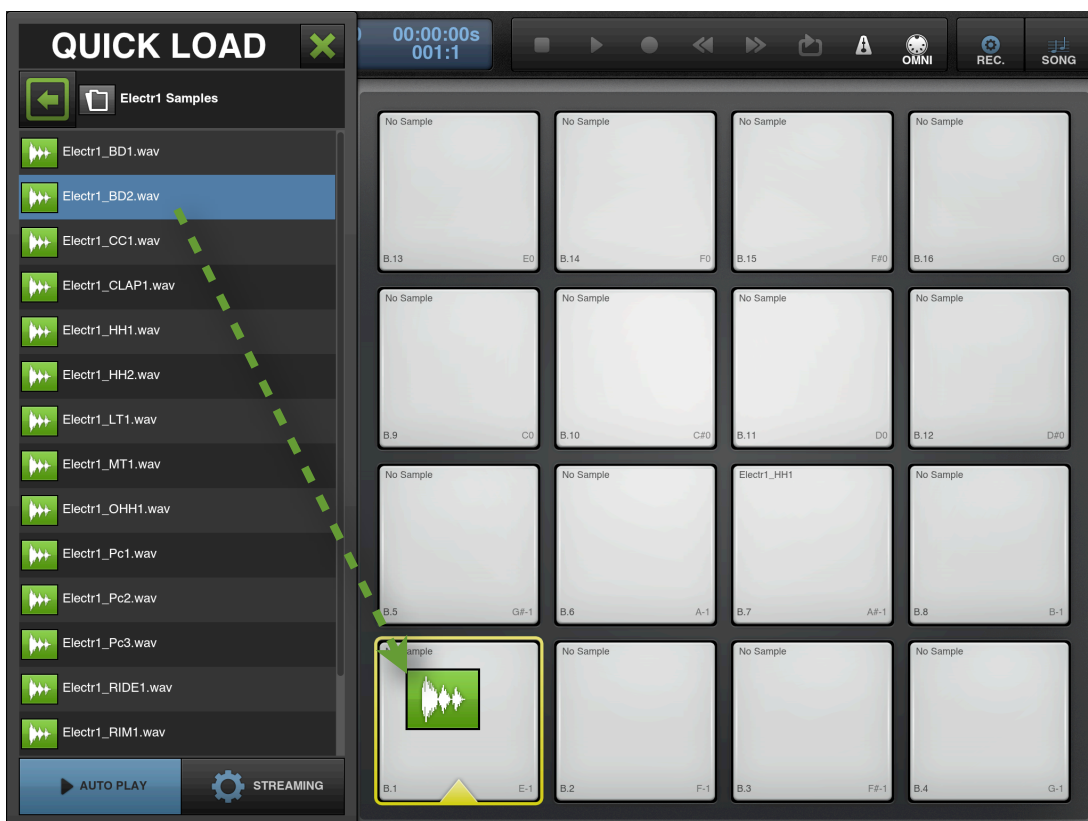 QUICK LOAD
Electr1 Samples
Electr1_BD1.wav
Electr1_BD2.wav
Electr1_CC1.wav
Electr1_CLAP1.wav
Electr1_HH1.wav
Electr1_HH2.wav
Electr1_LT1.wav
Electr1_MT1.wav
Electr1_OHH1.wav
Electr1_Pc1.wav
Electr1_Pc2.wav
Electr1_Pc3.wav
Electr1_RIDE1.wav
Electr1_RIM1.wav
AUTO PLAY
STREAMING
00:00:00s
001:1
OMNI
REC.
SONG
No Sample
B.13 E0
No Sample
B.14 F0
No Sample
B.15 F#0
No Sample
B.16 G0
No Sample
B.9 C0
No Sample
B.10 C#0
No Sample
B.11 D0
No Sample
B.12 D#0
No Sample
B.5 G#-1
No Sample
B.6 A-1
Electr1_HH1
B.7 A#-1
No Sample
B.8 B-1
ample
B.1 E-1
No Sample
B.2 F-1
No Sample
B.3 F#-1
No Sample
B.4 G-1